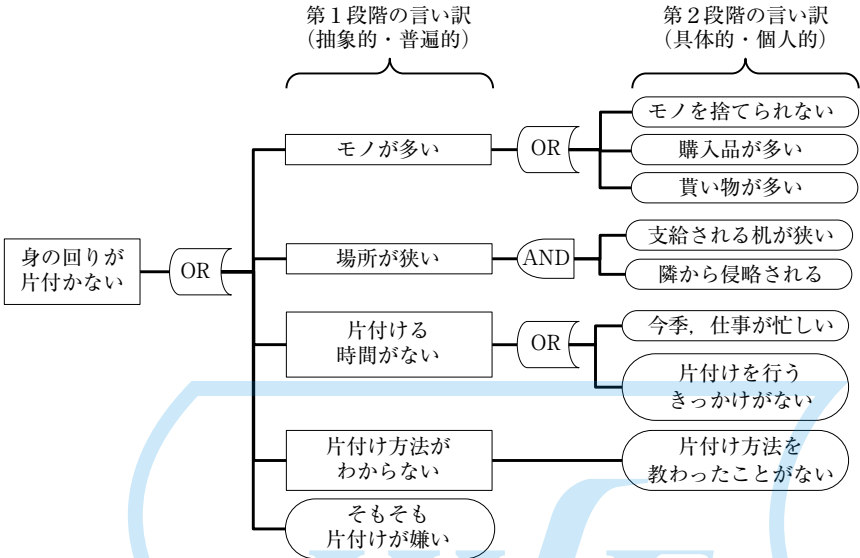 第１段階の言い訳
（抽象的・普遍的）
第２段階の言い訳
（具体的・個人的）
身の回りが
片付かない
OR
モノが多い
OR
モノを捨てられない
購入品が多い
貰い物が多い
場所が狭い
AND
支給される机が狭い
隣から侵略される
片付ける
時間がない
OR
今季，仕事が忙しい
片付けを行う
きっかけがない
片付け方法が
わからない
片付け方法を
教わったことがない
そもそも
片付けが嫌い